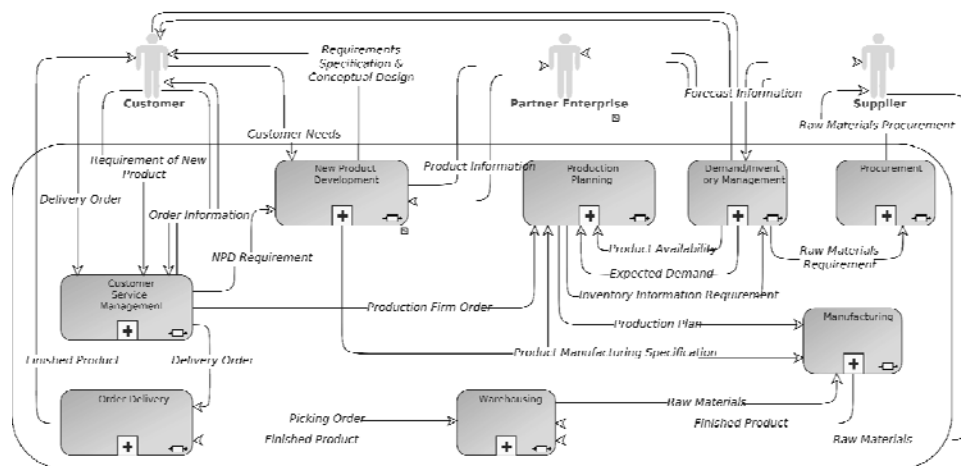 Requirements
Specification &
Conceptual Design
Customer
Partner Enterprise
Forecast Information
Supplier
Raw Materials Procurement
Customer Needs
Requirement of New
Product
New Product
Development
Product Information
Production
Planning
Demand/Invent
ory Management
Procurement
Delivery Order
Order Information
NPD Requirement
Product Availability
Raw Materials
Requirement
Expected Demand
Customer
Service
Management
Production Firm Order
Inventory Information Requirement
Production Plan
Manufacturing
Finished Product
Delivery Order
Product Manufacturing Specification
Order Delivery
Picking Order
Warehousing
Raw Materials
Finished Product
Finished Product
Raw Materials